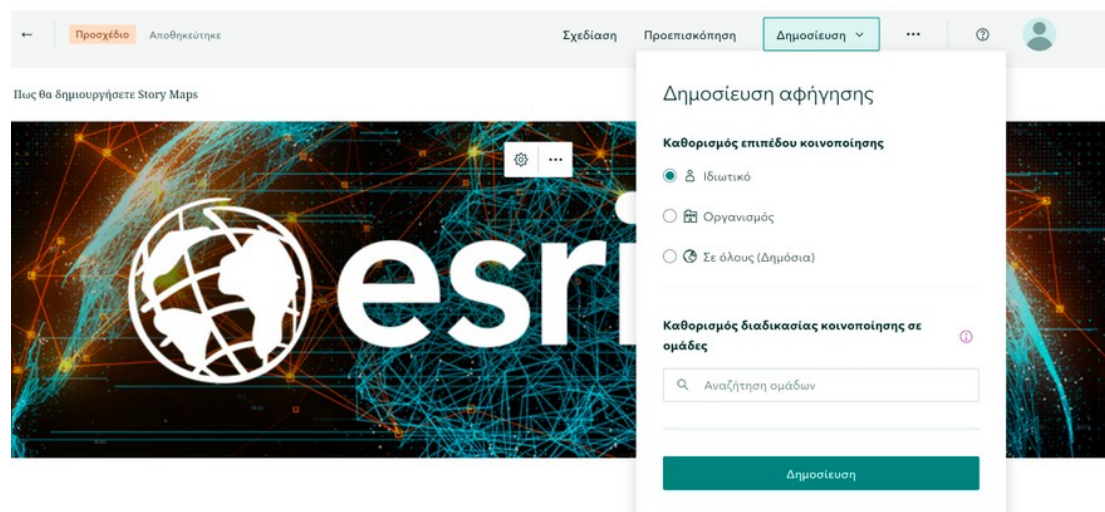 Προσχέδιο Αποθηκεύτηκε Σχεδίαση Προεπισκόπηση Δημοσίευση
Πως θα δημιουργήσετε Story Maps
esri
Δημοσίευση αφήγησης
Καθορισμός επιπέδου κοινοποίησης
Ιδιωτικό
Οργανισμός
Σε όλους (Δημόσια)
Καθορισμός διαδικασίας κοινοποίησης σε
ομάδες
Αναζήτηση ομάδων
Δημοσίευση